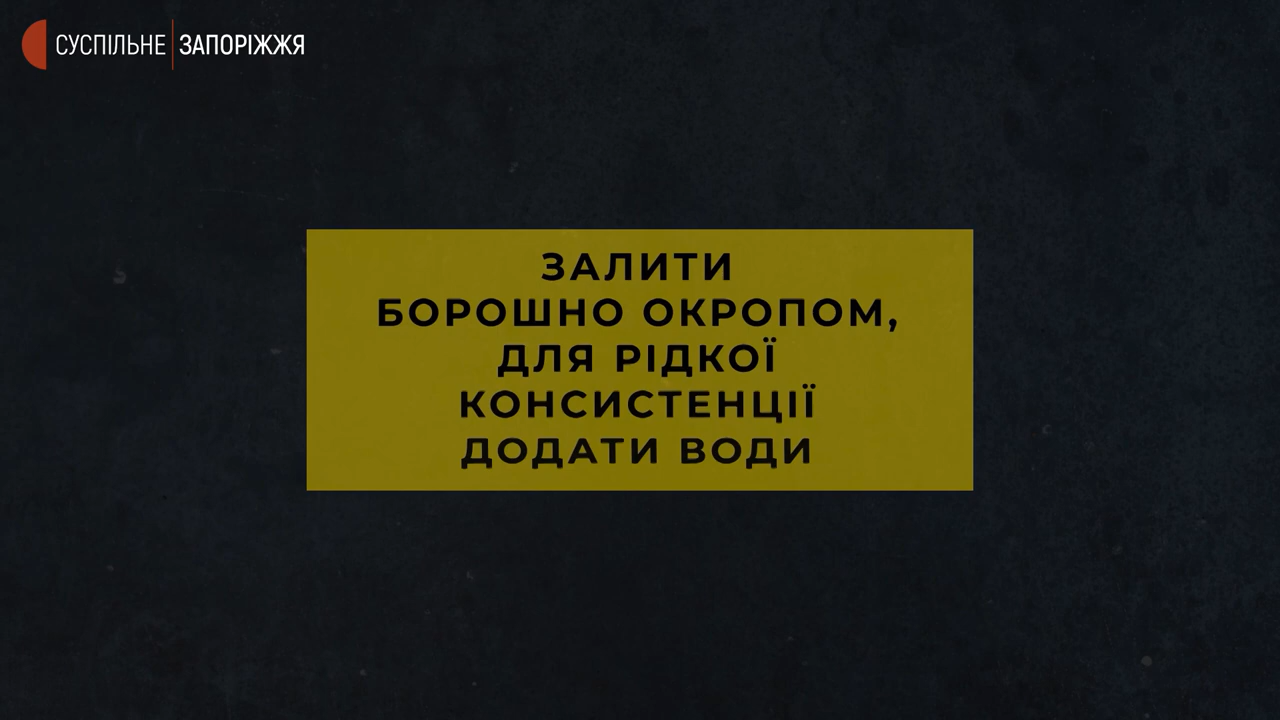 СУСПІЛЬНЕ ЗАПОРІЖЖЯ
ЗАЛИТИ
БОРОШНО ОКРОПОМ,
ДЛЯ РІДКОЇ
КОНСИСТЕНЦІЇ
ДОДАТИ ВОДИ